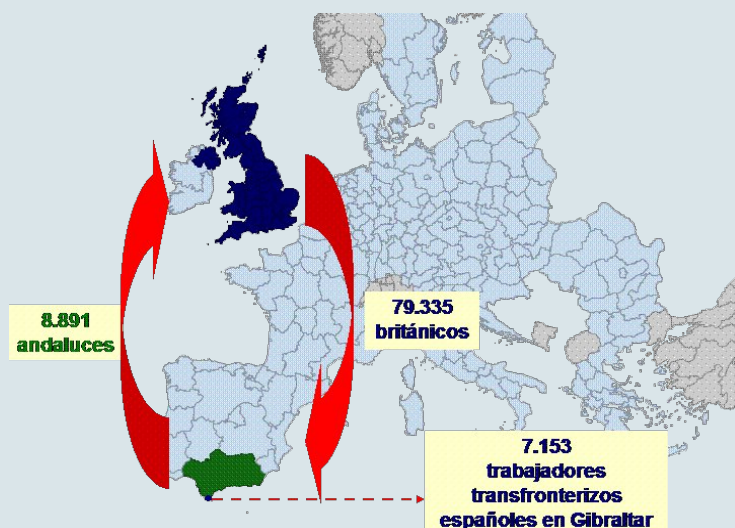 8.891
andaluces
79.335
británicos
7.153
trabajadores
transfronterizos
españoles en Gibraltar